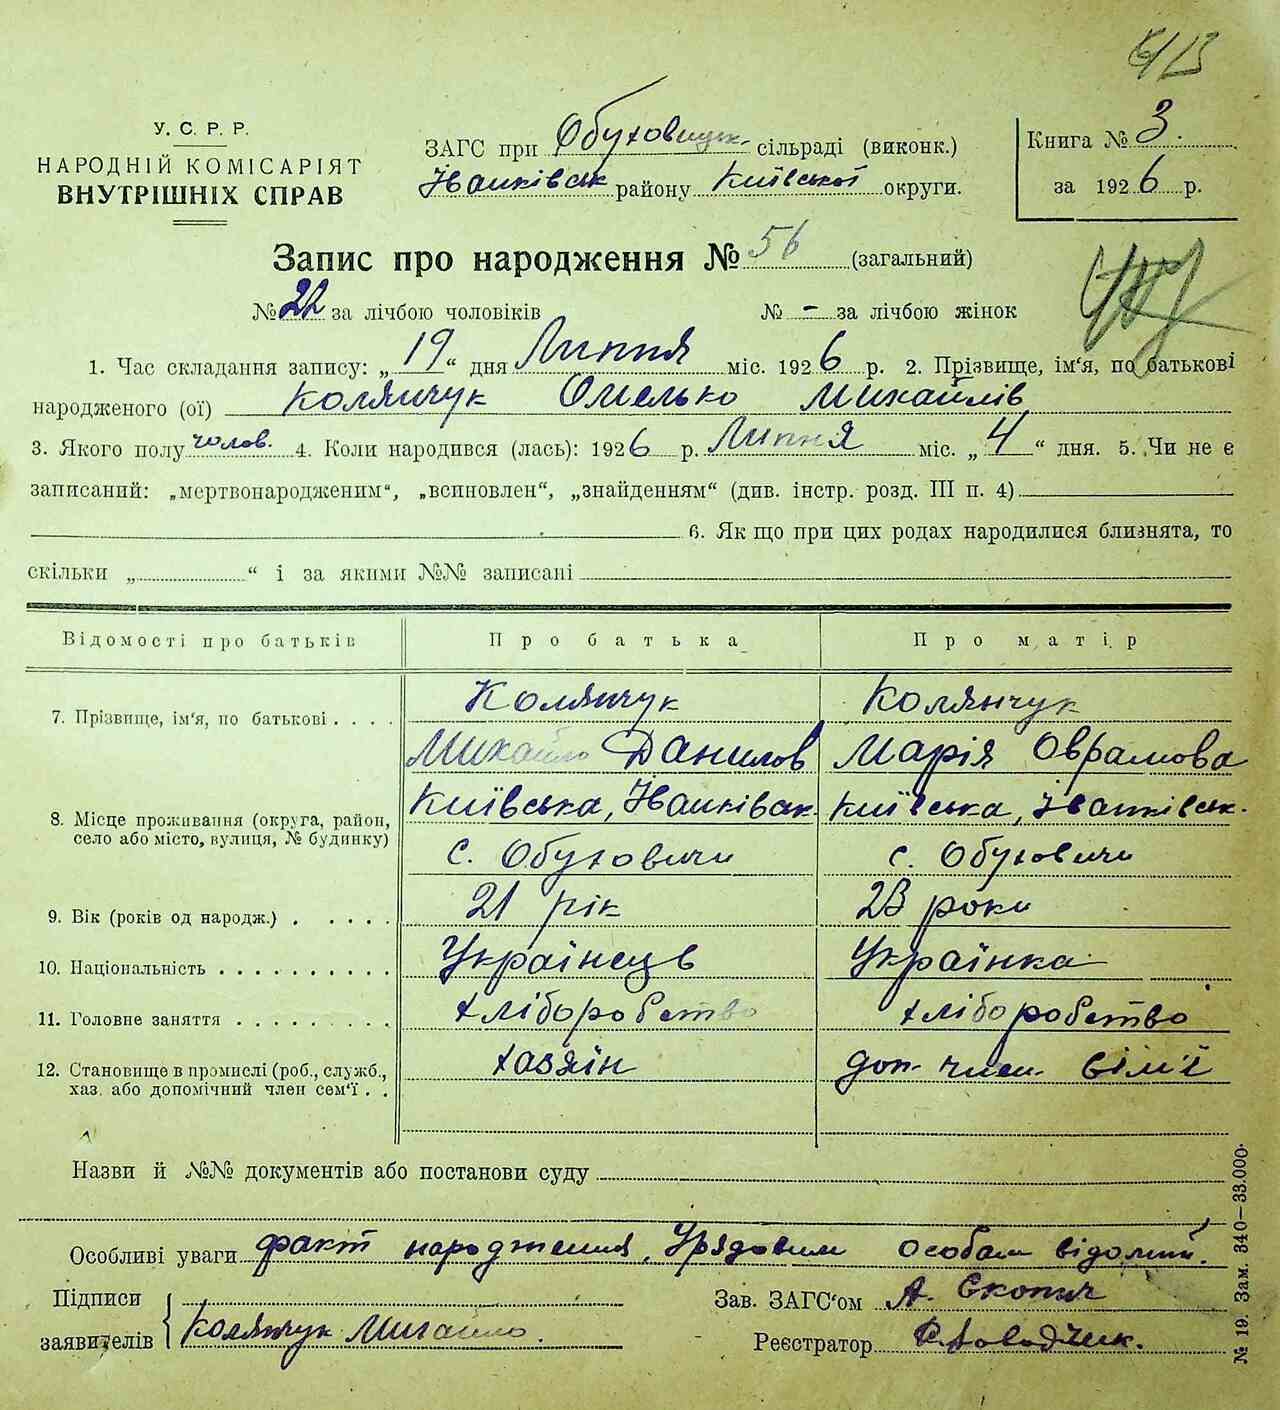 У. С. Р. Р.
НАРОДНІЙ КОМІСАРІЯТ
ВНУТРІШНІХ СПРАВ
ЗАГС при Обуховицьк. сільраді (виконк.)
Іванківськ району Київської округи.
Книга № 3.
за 1926 р.
Запис про народження № 56 (загальний)
№ 22 за лічбою чоловіків № - за лічбою жінок
1. Час складання запису: „19“ дня Липня міс. 1926 р. 2. Прізвище, ім'я, по батькові
народженого (ої) Колянчук Омелько Михайлів
3. Якого полу чолов. 4. Коли народився (лась): 1926 р. Липня міс. „4“ дня. 5. Чи не є
записаний: „мертвонародженим“, „всиновлен“, „знайденням“ (див. інстр. розд. III п. 4)
6. Як що при цих родах народилися близнята, то
скільки „ “ і за якими №№ записані
Відомості про батьків Про батька Про матір
7. Прізвище, ім'я, по батькові . . . . Колянчук Колянчук
Михайло Данилов Марія Оврамова
8. Місце проживання (округа, район, село або місто, вулиця, № будинку) Київська, Іванківськ. Київська, Іванківськ.
с. Обуховичи с. Обуховичи
9. Вік (років од народж.) . . . . . 21 рік 23 роки
10. Національність . . . . . . . . . . Українець Українка
11. Головне заняття . . . . . . . . . хліборобство хліборобство
12. Становище в промислі (роб., служб., хаз. або допомічний член сем'ї . . хазяїн доп. член сім'ї
Назви й №№ документів або постанови суду
Особливі уваги факт народження, Урядовим особам відомий.
Підписи
заявителів Колянчук Михайло.
Зав. ЗАГС'ом А.
Реєстратор
№ 19. Зам. 340—33.000.